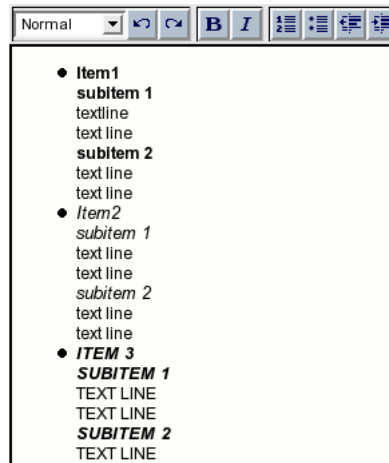 Normal B I
Item1
subitem 1
textline
text line
subitem 2
text line
text line
Item2
subitem 1
text line
text line
subitem 2
text line
text line
ITEM 3
SUBITEM 1
TEXT LINE
TEXT LINE
SUBITEM 2
TEXT LINE